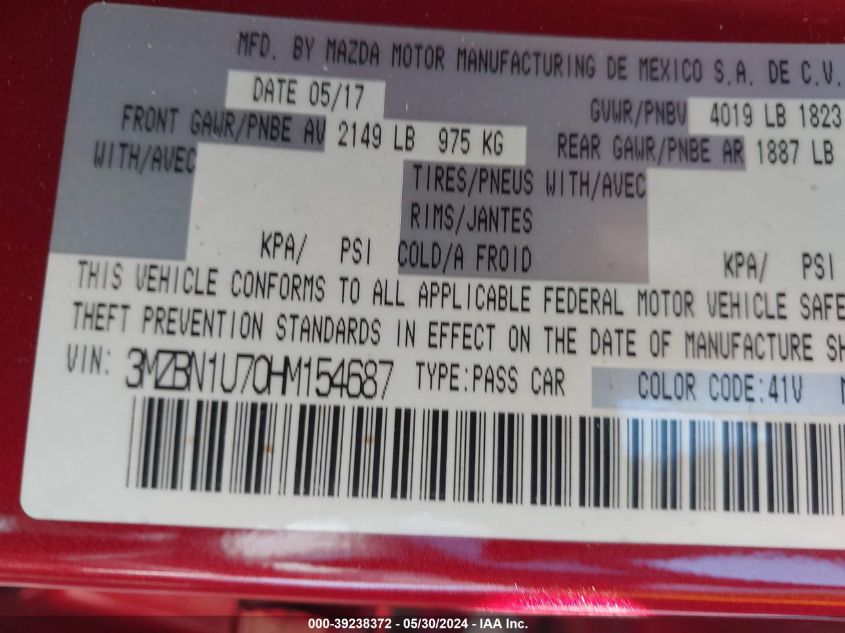 MFD. BY MAZDA MOTOR MANUFACTURING DE MEXICO S.A. DE C.V.
DATE 05/17 GVWR/PNBV 4019 LB 1823
FRONT GAWR/PNBE AV 2149 LB 975 KG REAR GAWR/PNBE AR 1887 LB
WITH/AVEC TIRES/PNEUS WITH/AVEC
RIMS/JANTES
KPA/ PSI COLD/A FROID KPA/ PSI
THIS VEHICLE CONFORMS TO ALL APPLICABLE FEDERAL MOTOR VEHICLE SAFE
THEFT PREVENTION STANDARDS IN EFFECT ON THE DATE OF MANUFACTURE SH
VIN: 3MZBN1U70HM154687 TYPE:PASS CAR COLOR CODE:41V
000-39238372 - 05/30/2024 - IAA Inc.